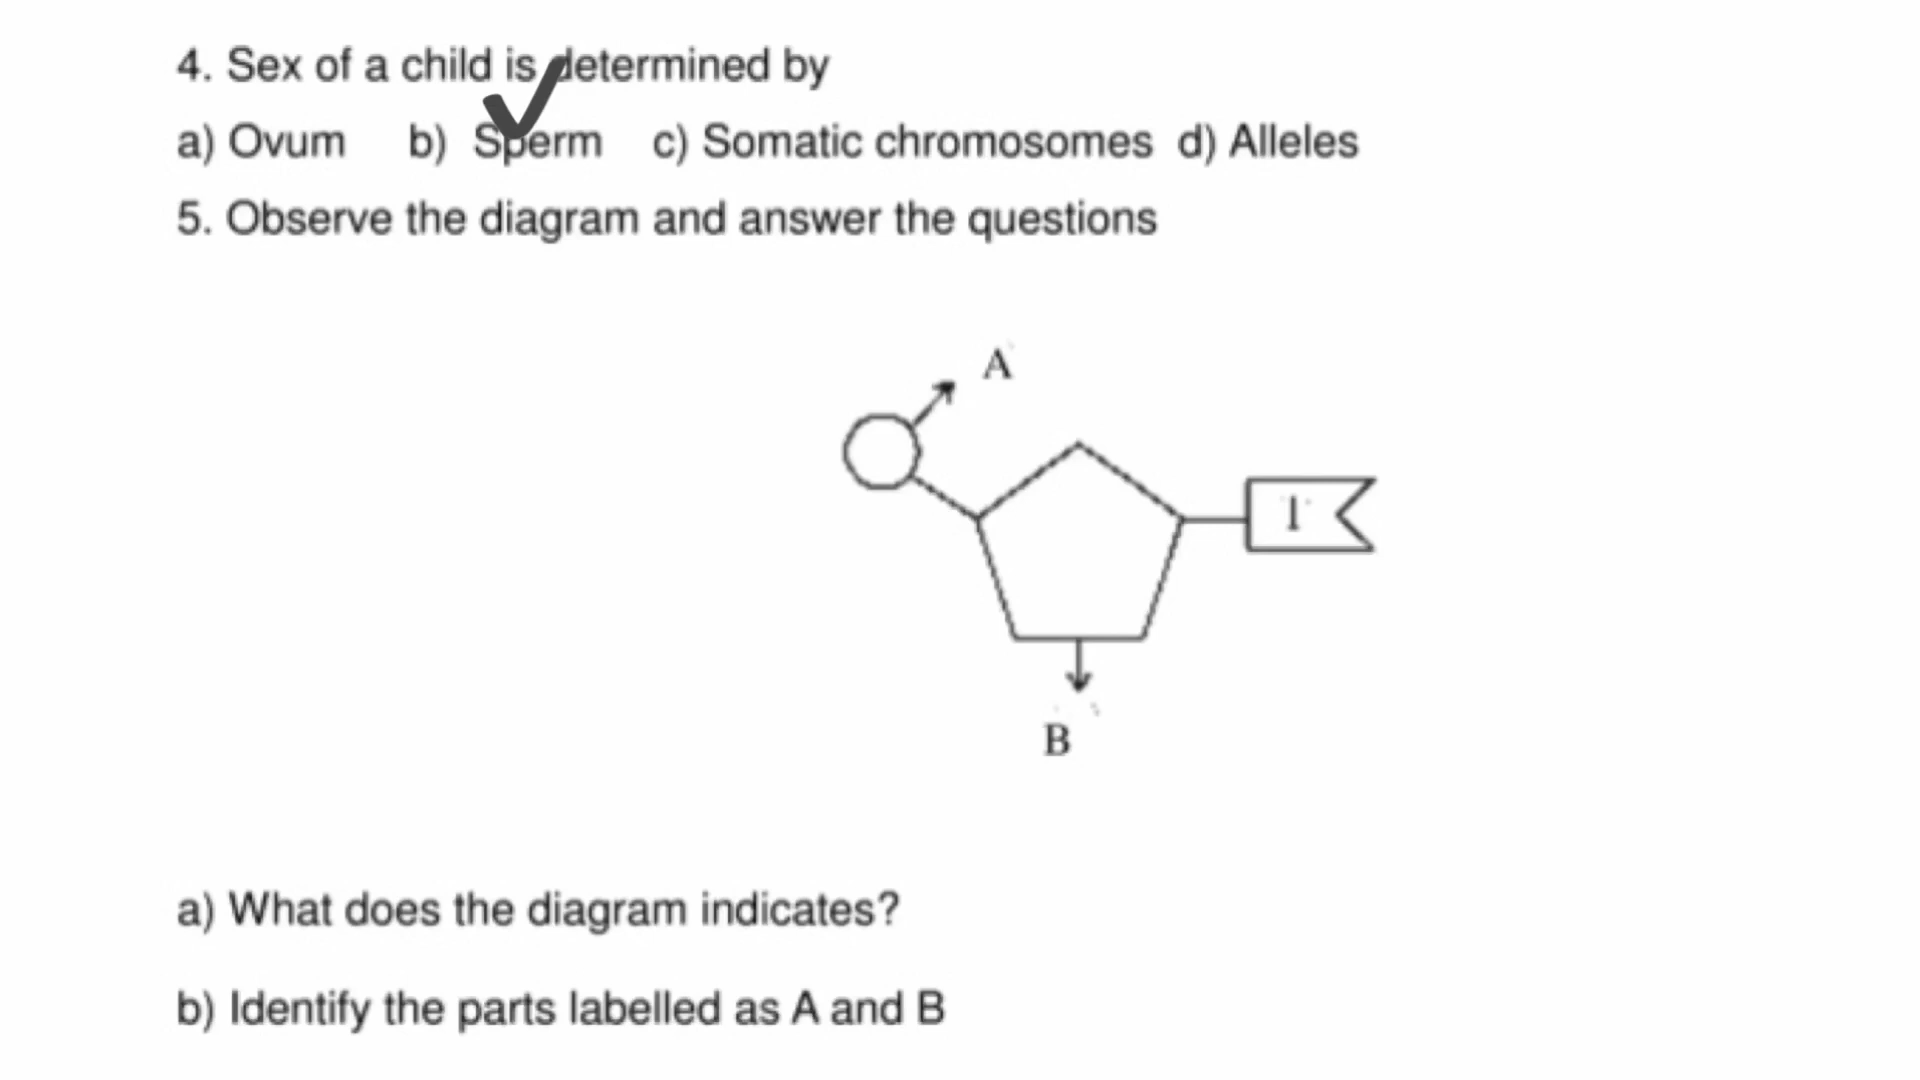 4. Sex of a child is determined by
a) Ovum b) Sperm c) Somatic chromosomes d) Alleles
5. Observe the diagram and answer the questions
A
1
B
a) What does the diagram indicates?
b) Identify the parts labelled as A and B